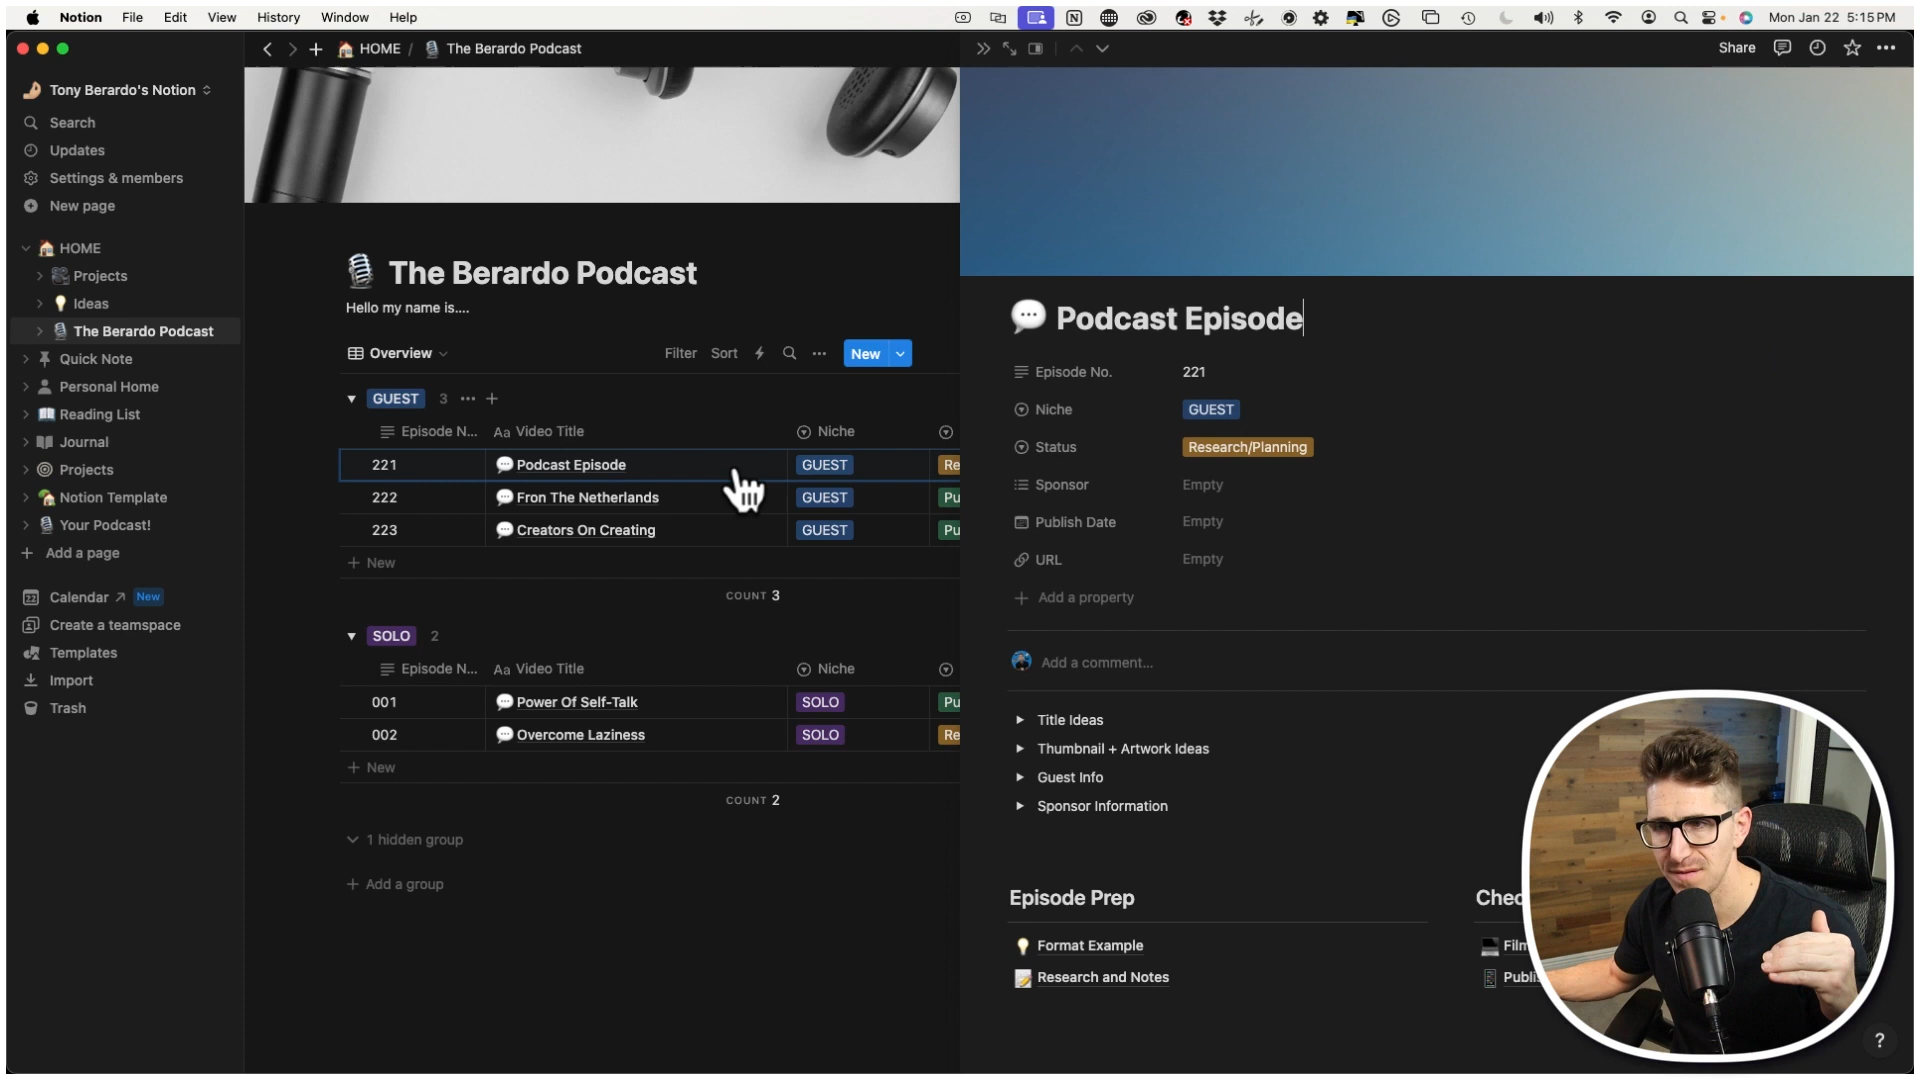 Notion File Edit View History Window Help
Mon Jan 22 5:15 PM
HOME / The Berardo Podcast
Share
Tony Berardo's Notion
Search
Updates
Settings & members
New page
HOME
Projects
Ideas
The Berardo Podcast
Quick Note
Personal Home
Reading List
Journal
Projects
Notion Template
Your Podcast!
Add a page
Calendar ↗ New
Create a teamspace
Templates
Import
Trash
The Berardo Podcast
Hello my name is....
Overview Filter Sort New
GUEST 3
Episode N... Aa Video Title Niche
221 Podcast Episode GUEST Re
222 Fron The Netherlands GUEST Pu
223 Creators On Creating GUEST Pu
+ New
COUNT 3
SOLO 2
Episode N... Aa Video Title Niche
001 Power Of Self-Talk SOLO Pu
002 Overcome Laziness SOLO Re
+ New
COUNT 2
1 hidden group
+ Add a group
Podcast Episode
Episode No. 221
Niche GUEST
Status Research/Planning
Sponsor Empty
Publish Date Empty
URL Empty
+ Add a property
Add a comment...
Title Ideas
Thumbnail + Artwork Ideas
Guest Info
Sponsor Information
Episode Prep
Format Example
Research and Notes
Chec
Film
Publi
?